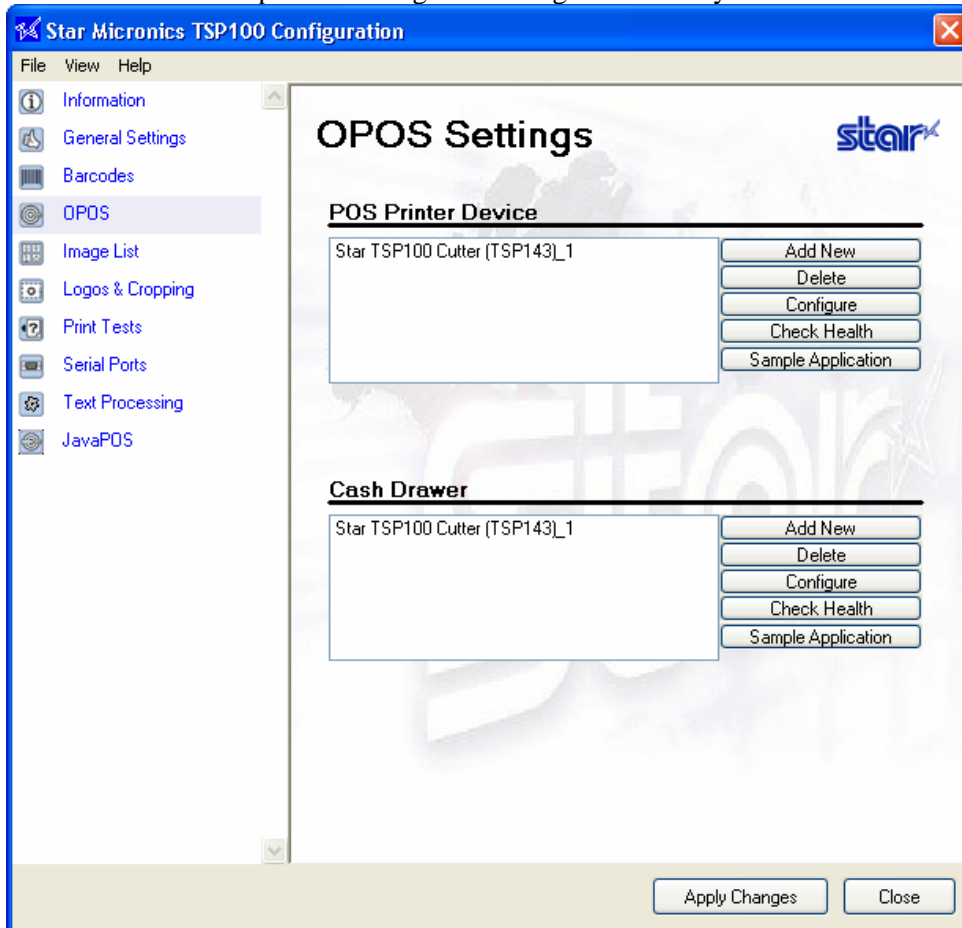 Star Micronics TSP100 Configuration
File View Help
Information
General Settings
Barcodes
OPOS
Image List
Logos & Cropping
Print Tests
Serial Ports
Text Processing
JavaPOS
OPOS Settings
star
POS Printer Device
Star TSP100 Cutter (TSP143)_1
Add New
Delete
Configure
Check Health
Sample Application
Cash Drawer
Star TSP100 Cutter (TSP143)_1
Add New
Delete
Configure
Check Health
Sample Application
Apply Changes
Close